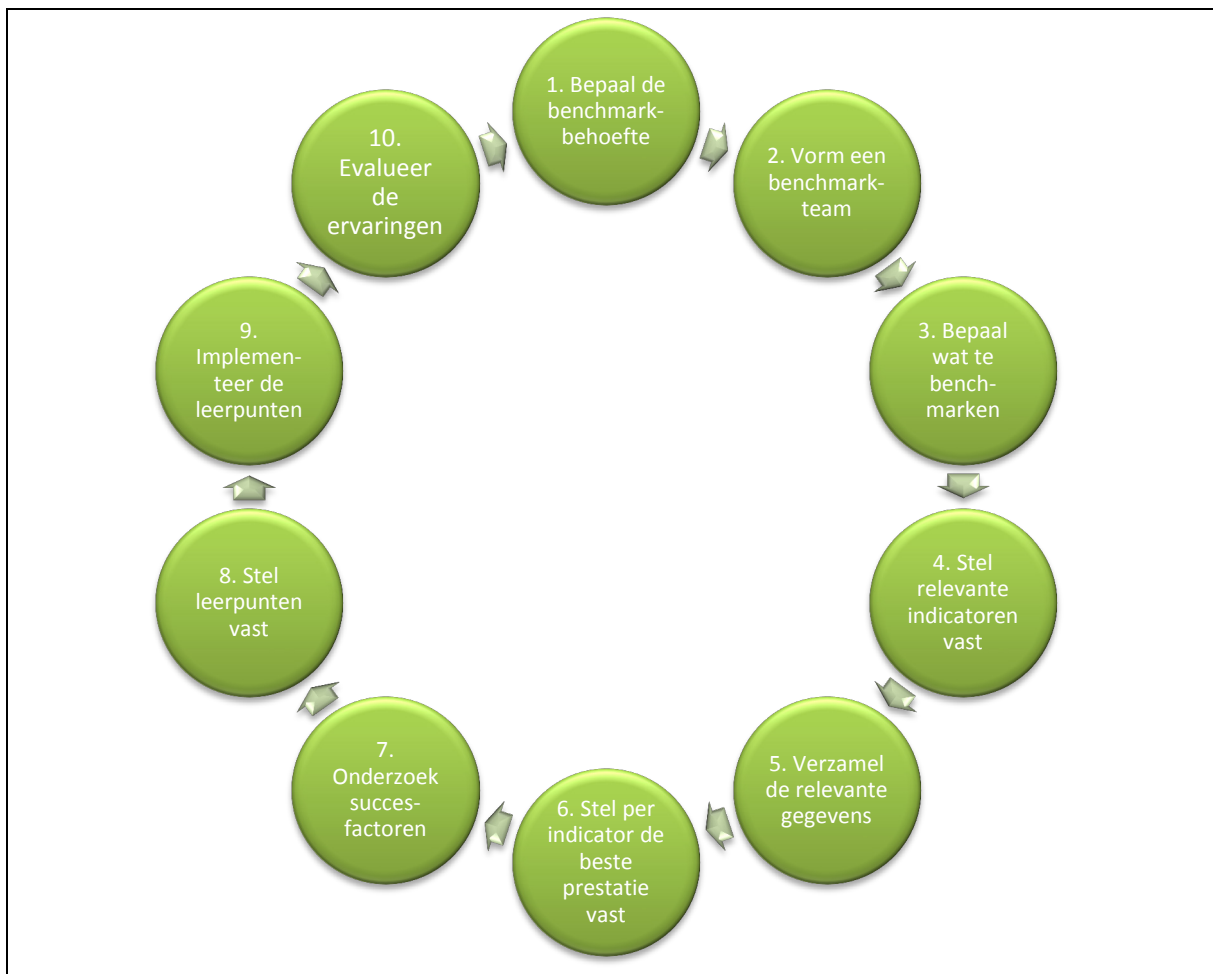 1. Bepaal de
benchmark-
behoefte
2. Vorm een
benchmark-
team
3. Bepaal
wat te
bench-
marken
4. Stel
relevante
indicatoren
vast
5. Verzamel
de relevante
gegevens
6. Stel per
indicator de
beste
prestatie
vast
7.
Onderzoek
succes-
factoren
8. Stel
leerpunten
vast
9.
Implemen-
teer de
leerpunten
10.
Evalueer
de
ervaringen